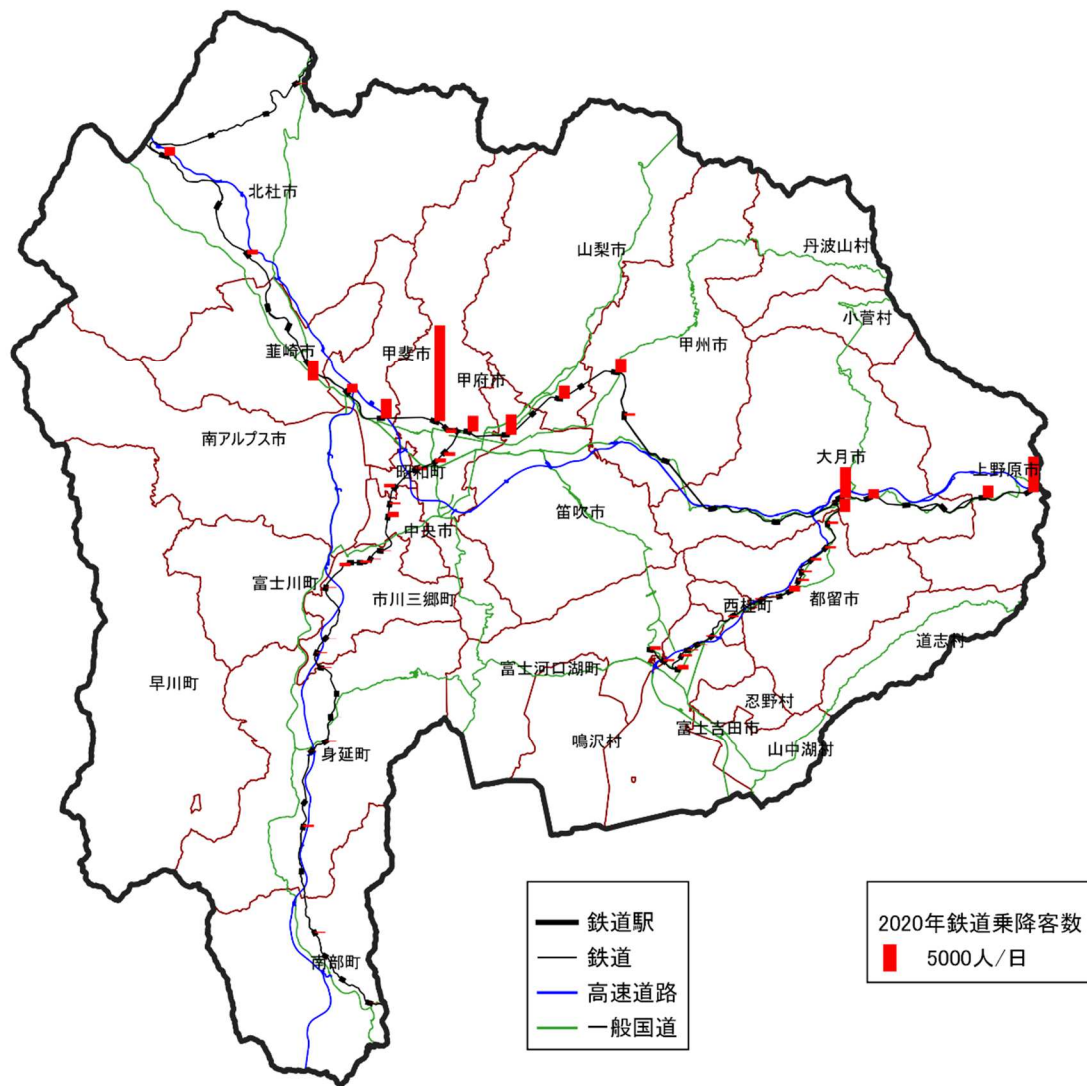 北杜市
山梨市
丹波山村
小菅村
韮崎市
甲斐市
甲府市
甲州市
南アルプス市
昭和町
大月市
上野原市
笛吹市
中央市
富士川町
市川三郷町
西桂町
都留市
道志村
早川町
富士河口湖町
忍野村
鳴沢村
富士吉田市
山中湖村
身延町
南部町
鉄道駅
鉄道
高速道路
一般国道
2020年鉄道乗降客数
5000人/日